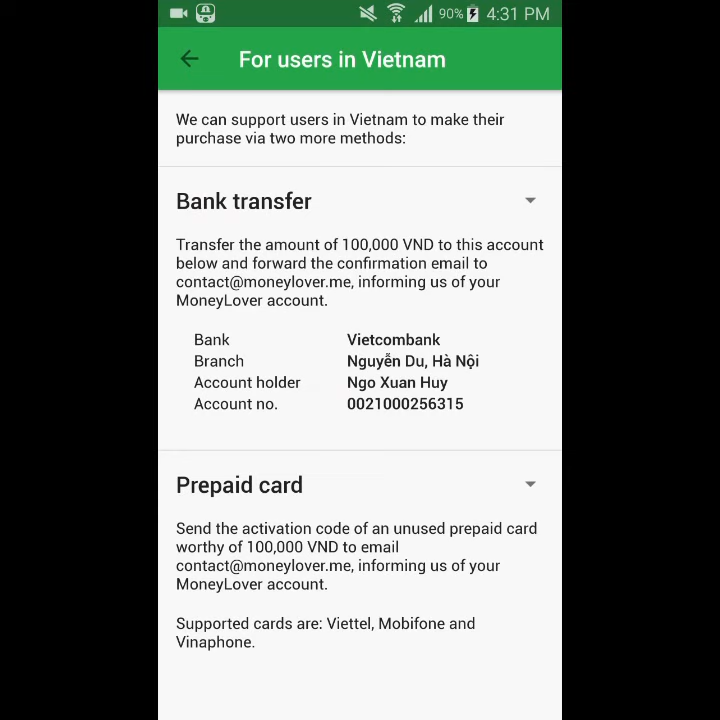 90% 4:31 PM
For users in Vietnam
We can support users in Vietnam to make their
purchase via two more methods:
Bank transfer
Transfer the amount of 100,000 VND to this account
below and forward the confirmation email to
contact@moneylover.me, informing us of your
MoneyLover account.
Bank Vietcombank
Branch Nguyễn Du, Hà Nội
Account holder Ngo Xuan Huy
Account no. 0021000256315
Prepaid card
Send the activation code of an unused prepaid card
worthy of 100,000 VND to email
contact@moneylover.me, informing us of your
MoneyLover account.
Supported cards are: Viettel, Mobifone and
Vinaphone.